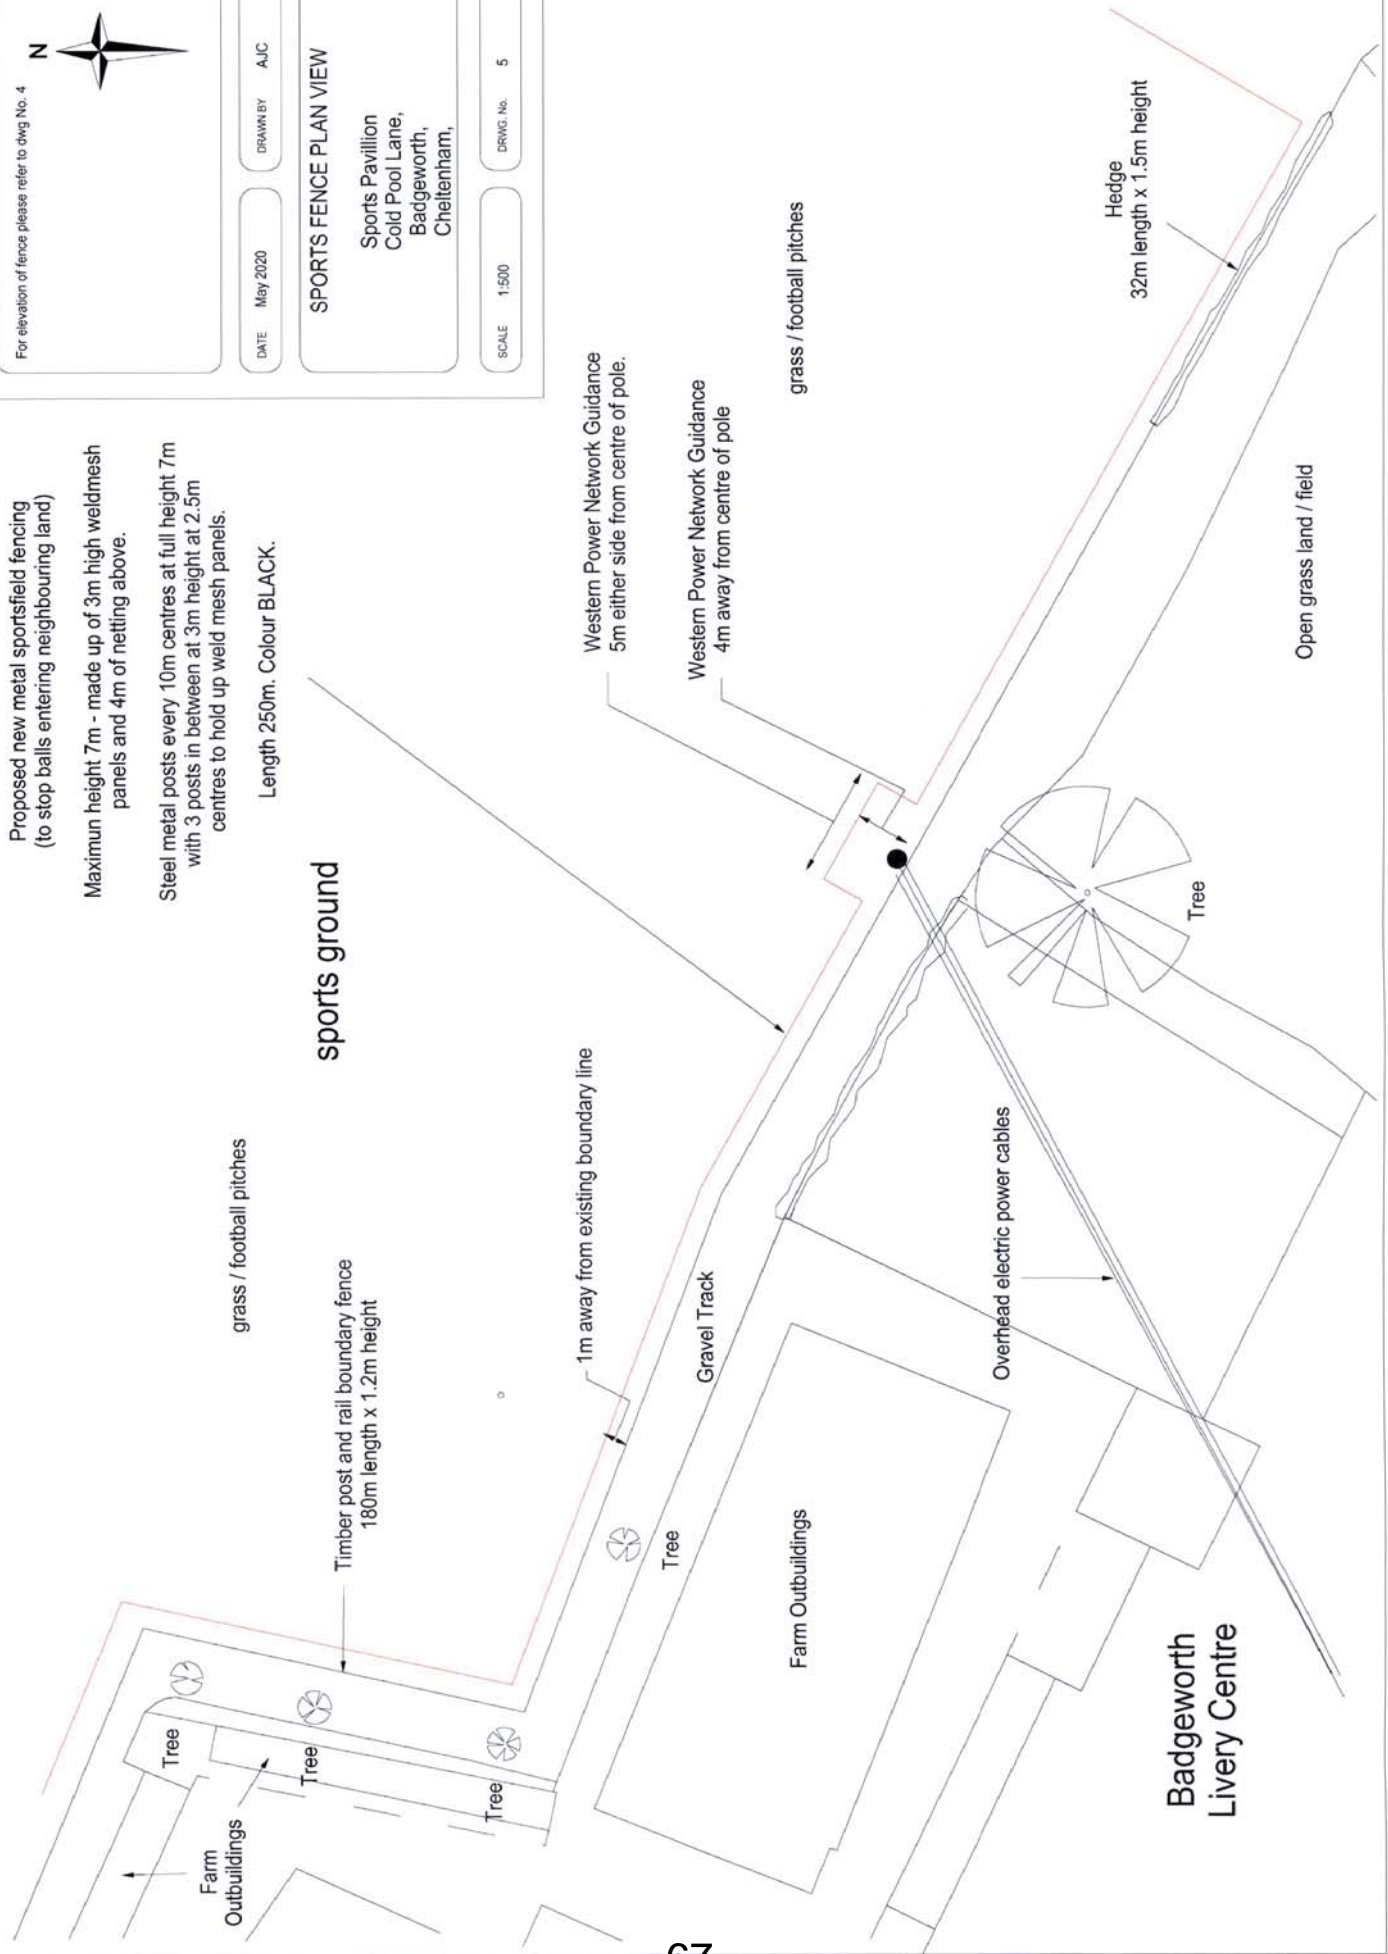 Proposed new metal sportsfield fencing
(to stop balls entering neighbouring land)
Maximun height 7m - made up of 3m high weldmesh
panels and 4m of netting above.
Steel metal posts every 10m centres at full height 7m
with 3 posts in between at 3m height at 2.5m
centres to hold up weld mesh panels.
Length 250m. Colour BLACK.
For elevation of fence please refer to dwg No. 4
N
DATE May 2020
DRAWN BY AJC
SPORTS FENCE PLAN VIEW
Sports Pavillion
Cold Pool Lane,
Badgeworth,
Cheltenham,
SCALE 1:500
DRWG. No. 5
sports ground
grass / football pitches
Timber post and rail boundary fence
180m length x 1.2m height
1m away from existing boundary line
Western Power Network Guidance
5m either side from centre of pole.
Western Power Network Guidance
4m away from centre of pole
grass / football pitches
Hedge
32m length x 1.5m height
Tree
Tree
Tree
Farm
Outbuildings
Tree
Gravel Track
Farm Outbuildings
Overhead electric power cables
Tree
Open grass land / field
Badgeworth
Livery Centre
67